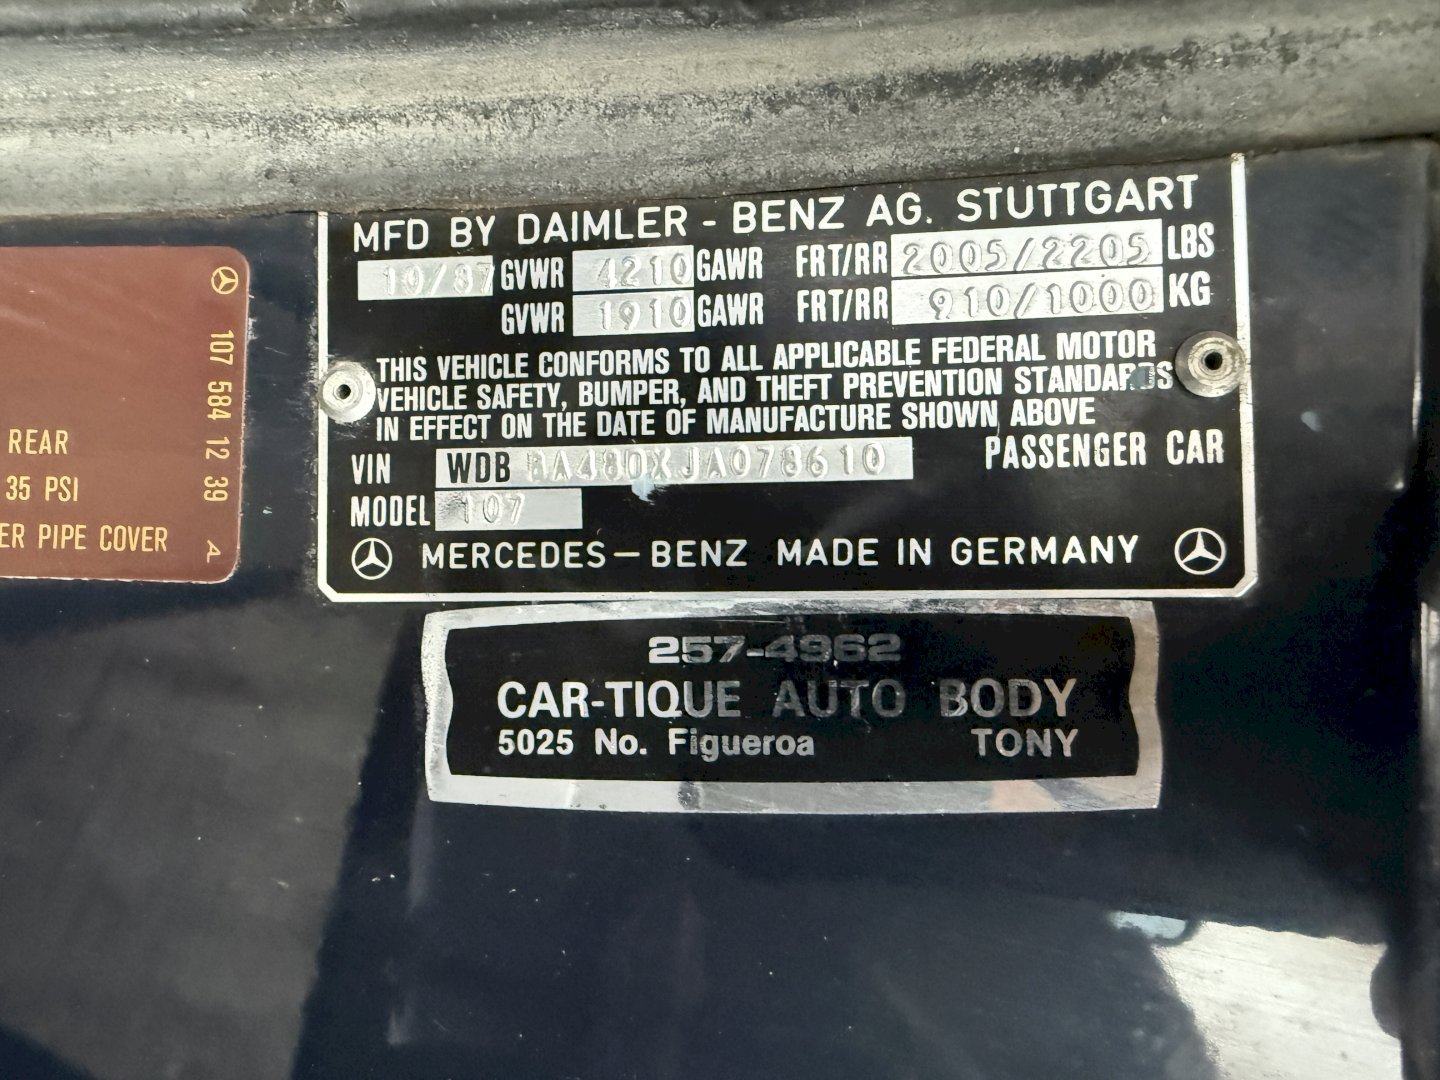 MFD BY DAIMLER - BENZ AG. STUTTGART
10/87 GVWR 4210 GAWR FRT/RR 2005/2205 LBS
GVWR 1910 GAWR FRT/RR 910/1000 KG
THIS VEHICLE CONFORMS TO ALL APPLICABLE FEDERAL MOTOR
VEHICLE SAFETY, BUMPER, AND THEFT PREVENTION STANDARDS
IN EFFECT ON THE DATE OF MANUFACTURE SHOWN ABOVE
VIN WDB BA48DXJA078610 PASSENGER CAR
MODEL 107
MERCEDES - BENZ MADE IN GERMANY
257-4962
CAR-TIQUE AUTO BODY
5025 No. Figueroa TONY
REAR
35 PSI
ER PIPE COVER
107 584 12 39 A